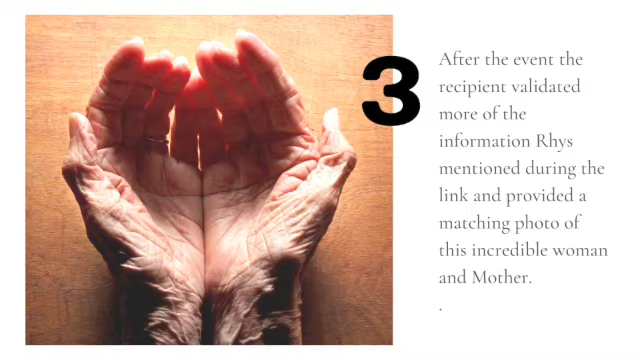 3
After the event the
recipient validated
more of the
information Rhys
mentioned during the
link and provided a
matching photo of
this incredible woman
and Mother.
.